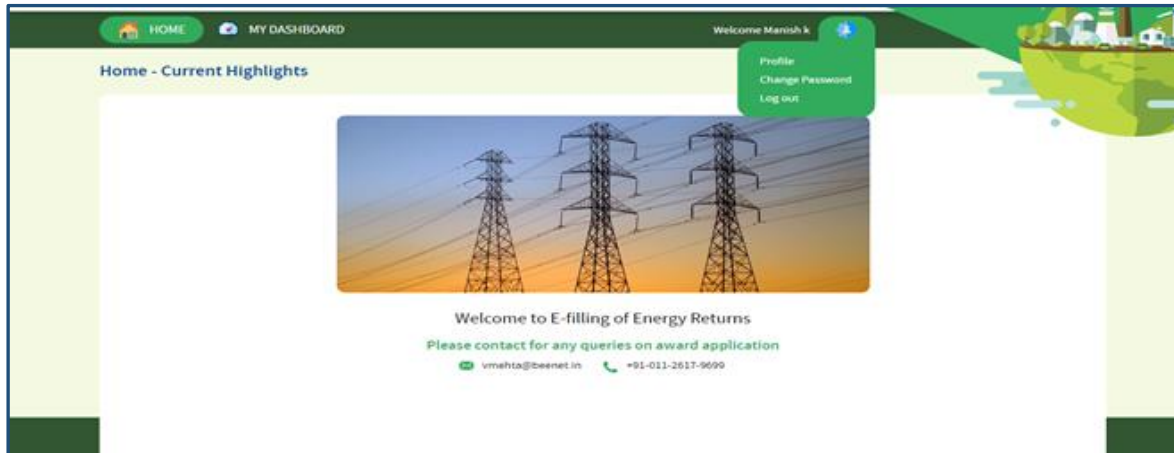 HOME MY DASHBOARD Welcome Manish k
Profile
Change Password
Log out
Home - Current Highlights
Welcome to E-filling of Energy Returns
Please contact for any queries on award application
vmehta@beenet.in +91-011-2617-9699